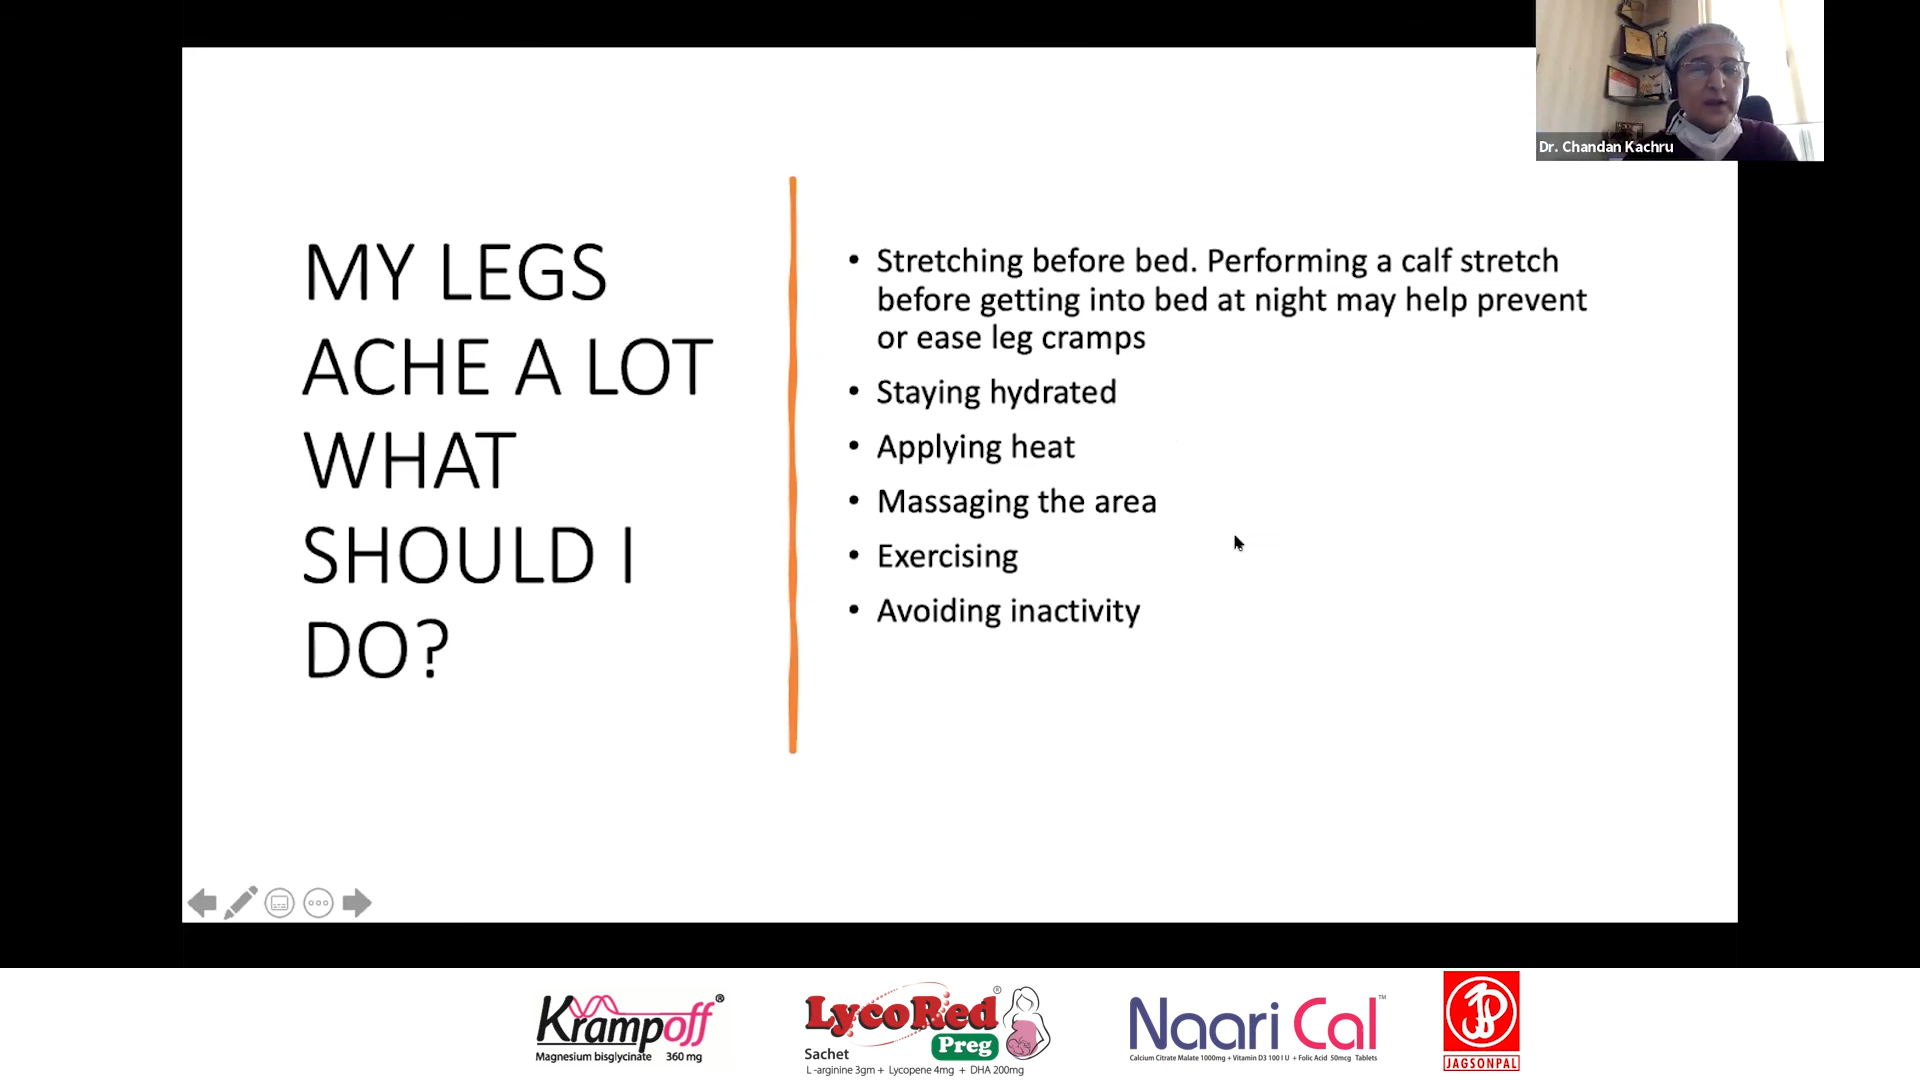 Dr. Chandan Kachru
MY LEGS
ACHE A LOT
WHAT
SHOULD I
DO?
• Stretching before bed. Performing a calf stretch
before getting into bed at night may help prevent
or ease leg cramps
• Staying hydrated
• Applying heat
• Massaging the area
• Exercising
• Avoiding inactivity
Krampoff®
Magnesium bisglycinate 360 mg
LycoRed®
Preg
Sachet
L-arginine 3gm + Lycopene 4mg + DHA 200mg
Naari Cal™
Calcium Citrate Malate 1000mg + Vitamin D3 100 I U + Folic Acid 50mcg Tablets
JAGSONPAL